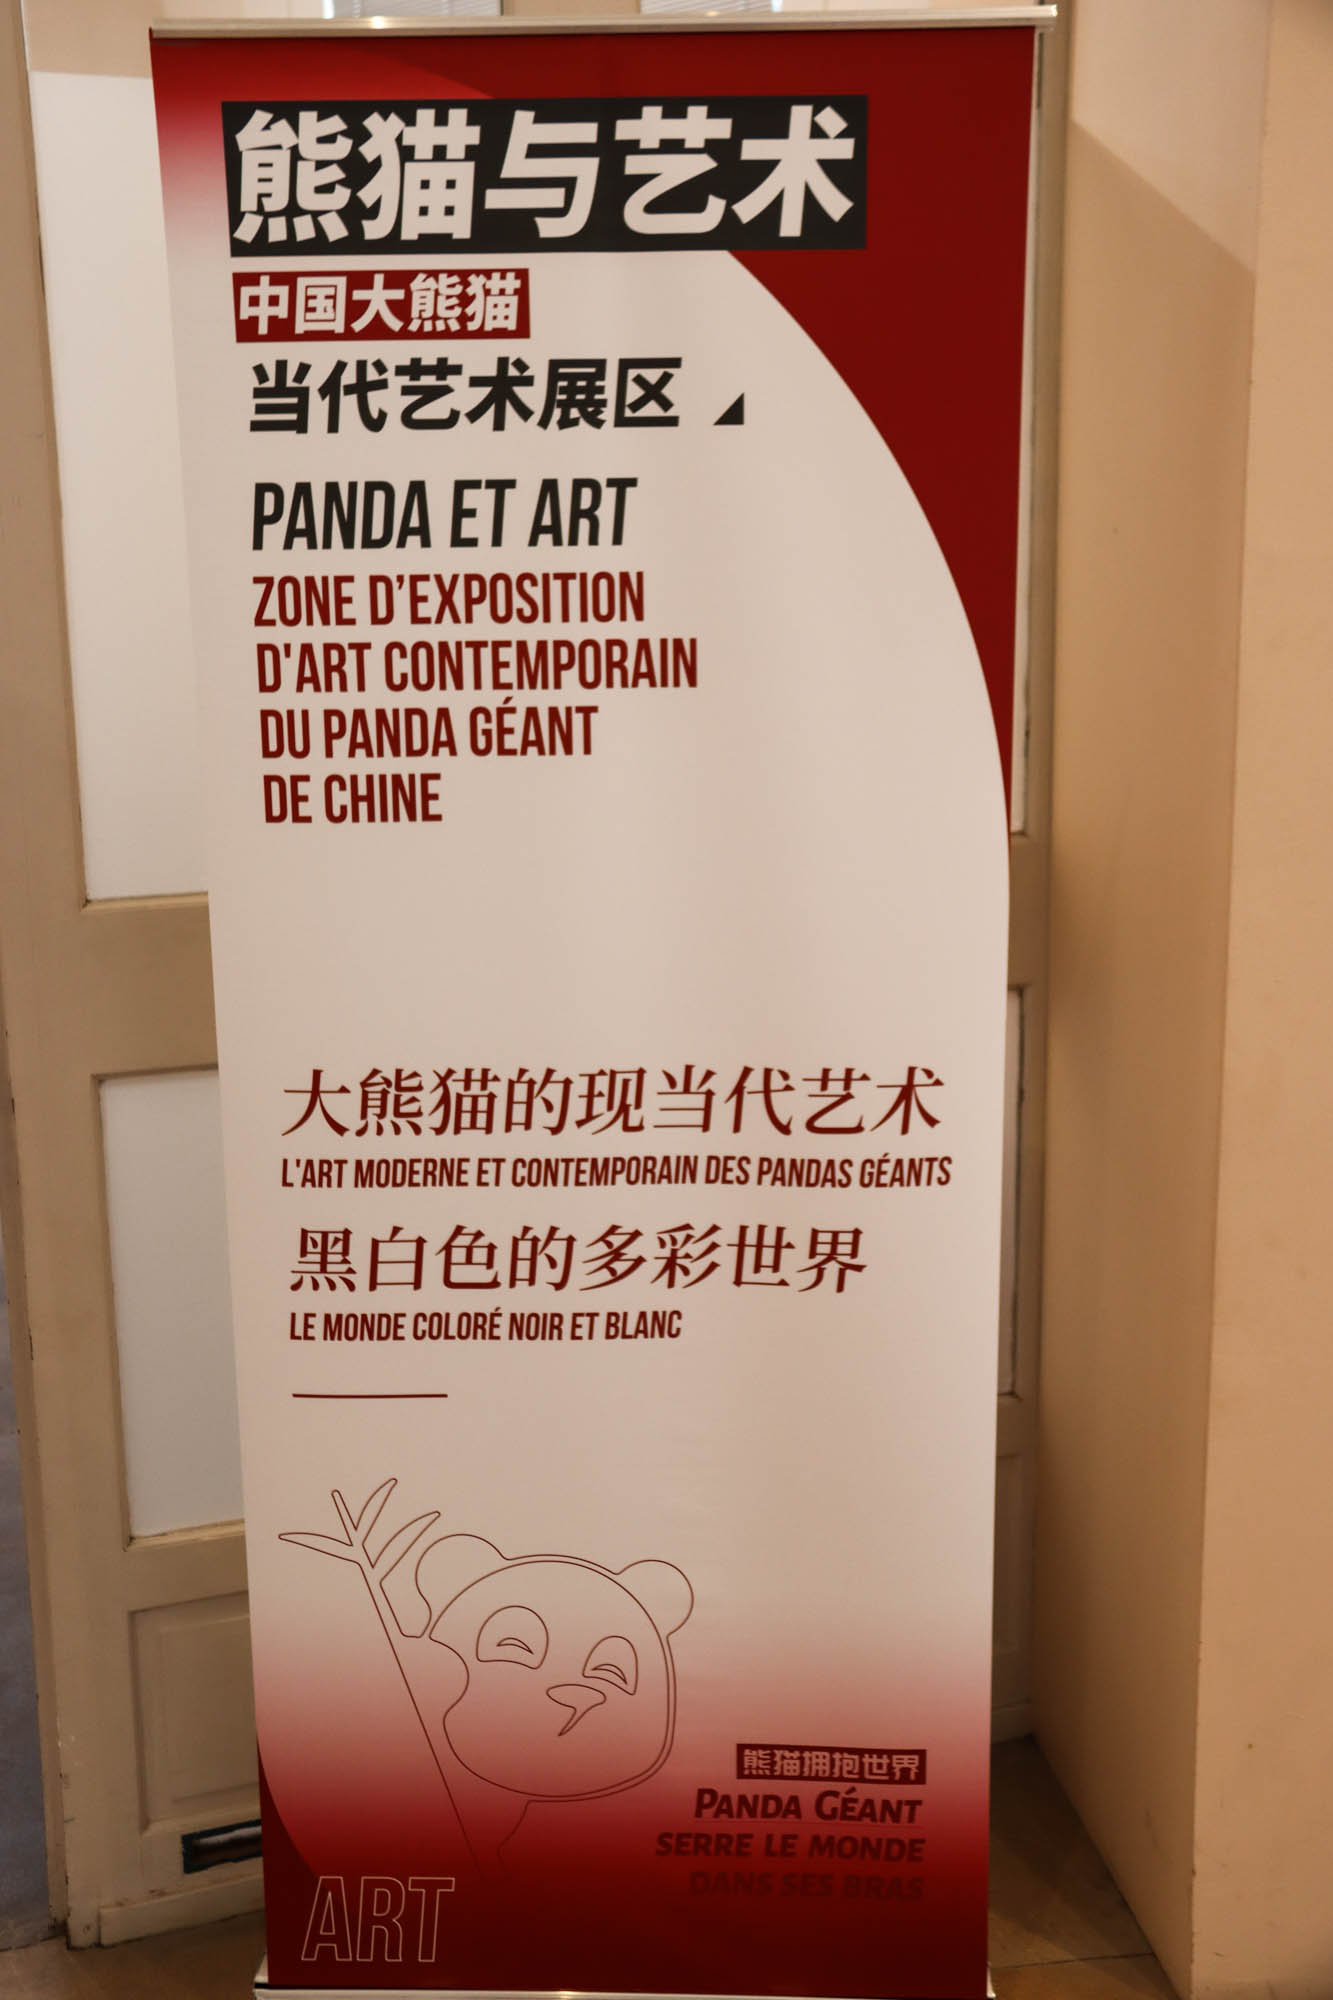 熊猫与艺术
中国大熊猫
当代艺术展区
PANDA ET ART
ZONE D’EXPOSITION
D'ART CONTEMPORAIN
DU PANDA GÉANT
DE CHINE
大熊猫的现当代艺术
L'ART MODERNE ET CONTEMPORAIN DES PANDAS GÉANTS
黑白色的多彩世界
LE MONDE COLORÉ NOIR ET BLANC
熊猫拥抱世界
PANDA GÉANT
SERRE LE MONDE
DANS SES BRAS
ART